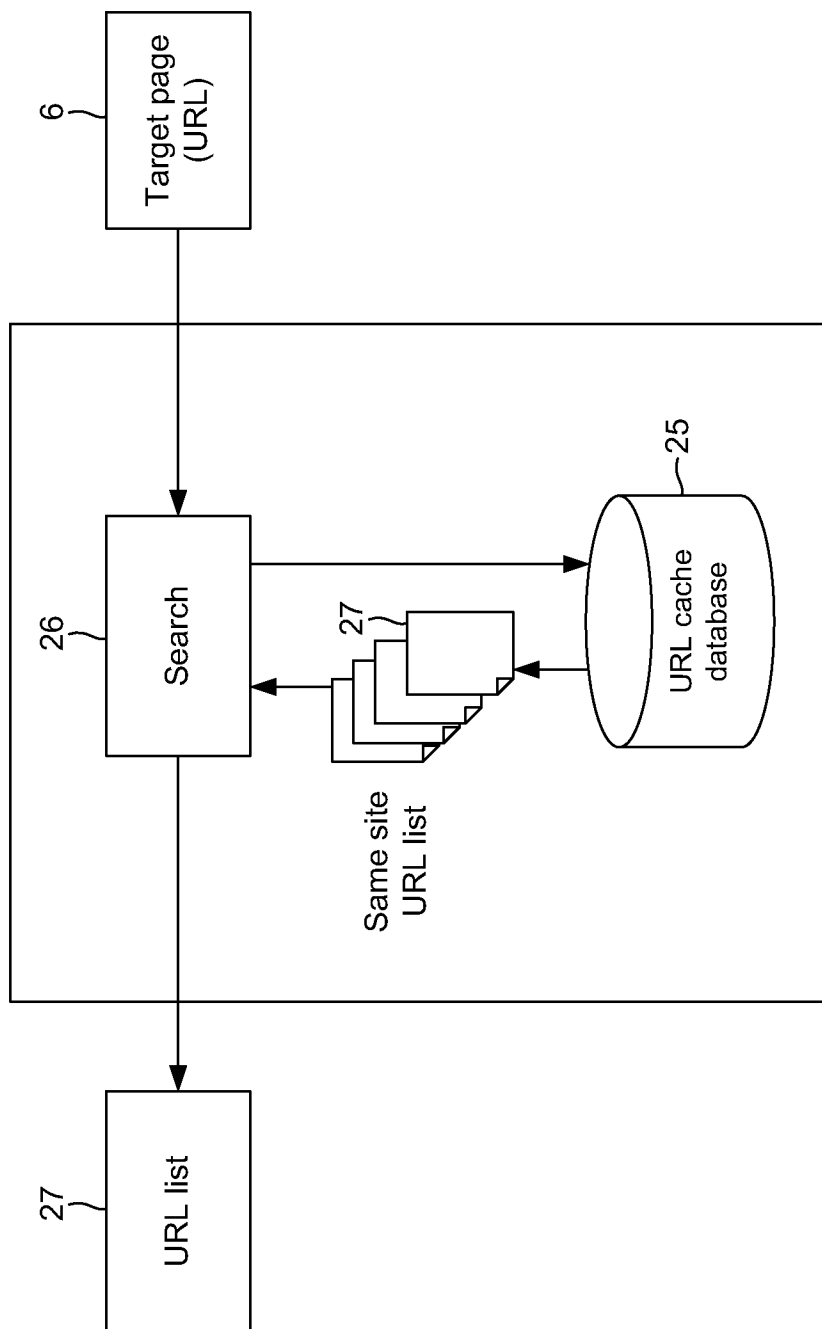 27
URL list
26
Search
6
Target page
(URL)
Same site
URL list
27
25
URL cache
database